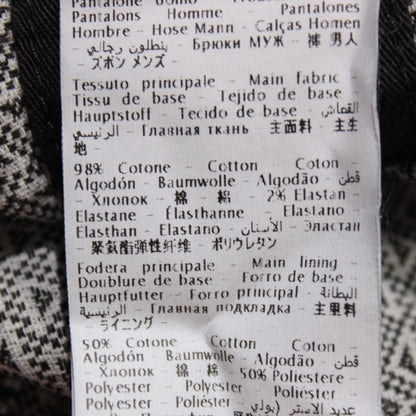 Pantalons Homme - Pantalones
Hombre - Hose Mann - Calças Homen
- بنطلون رجالي - Брюки МУЖ - 裤 男人
- ズボン メンズ -
Tessuto principale - Main fabric -
Tissu de base - Tejido de base -
Hauptstoff - Tecido de base - القماش
الرئيسي - Главная ткань - 主面料 - 主生
地 -
98% Cotone - Cotton - Coton -
Algodón - Baumwolle - Algodão - قطن
- Хлопок - 棉 - 綿 2% Elastan -
Elastane - Élasthanne - Elastano -
Elasthan - Elastano - الأستان - Эластан
- 聚氨酯弹性纤维 - ポリウレタン
Fodera principale - Main lining -
Doublure de base - Forro de base -
Hauptfutter - Forro principal - البطانة
الرئيسية - Главная подкладка - 主里料
- ライニング -
50% Cotone - Cotton - Coton -
Algodón - Baumwolle - Algodão - قطن
- Хлопок - 棉 - 綿 50% Poliestere -
Polyester - Polyester - Poliéster
Polyester - Poliéster